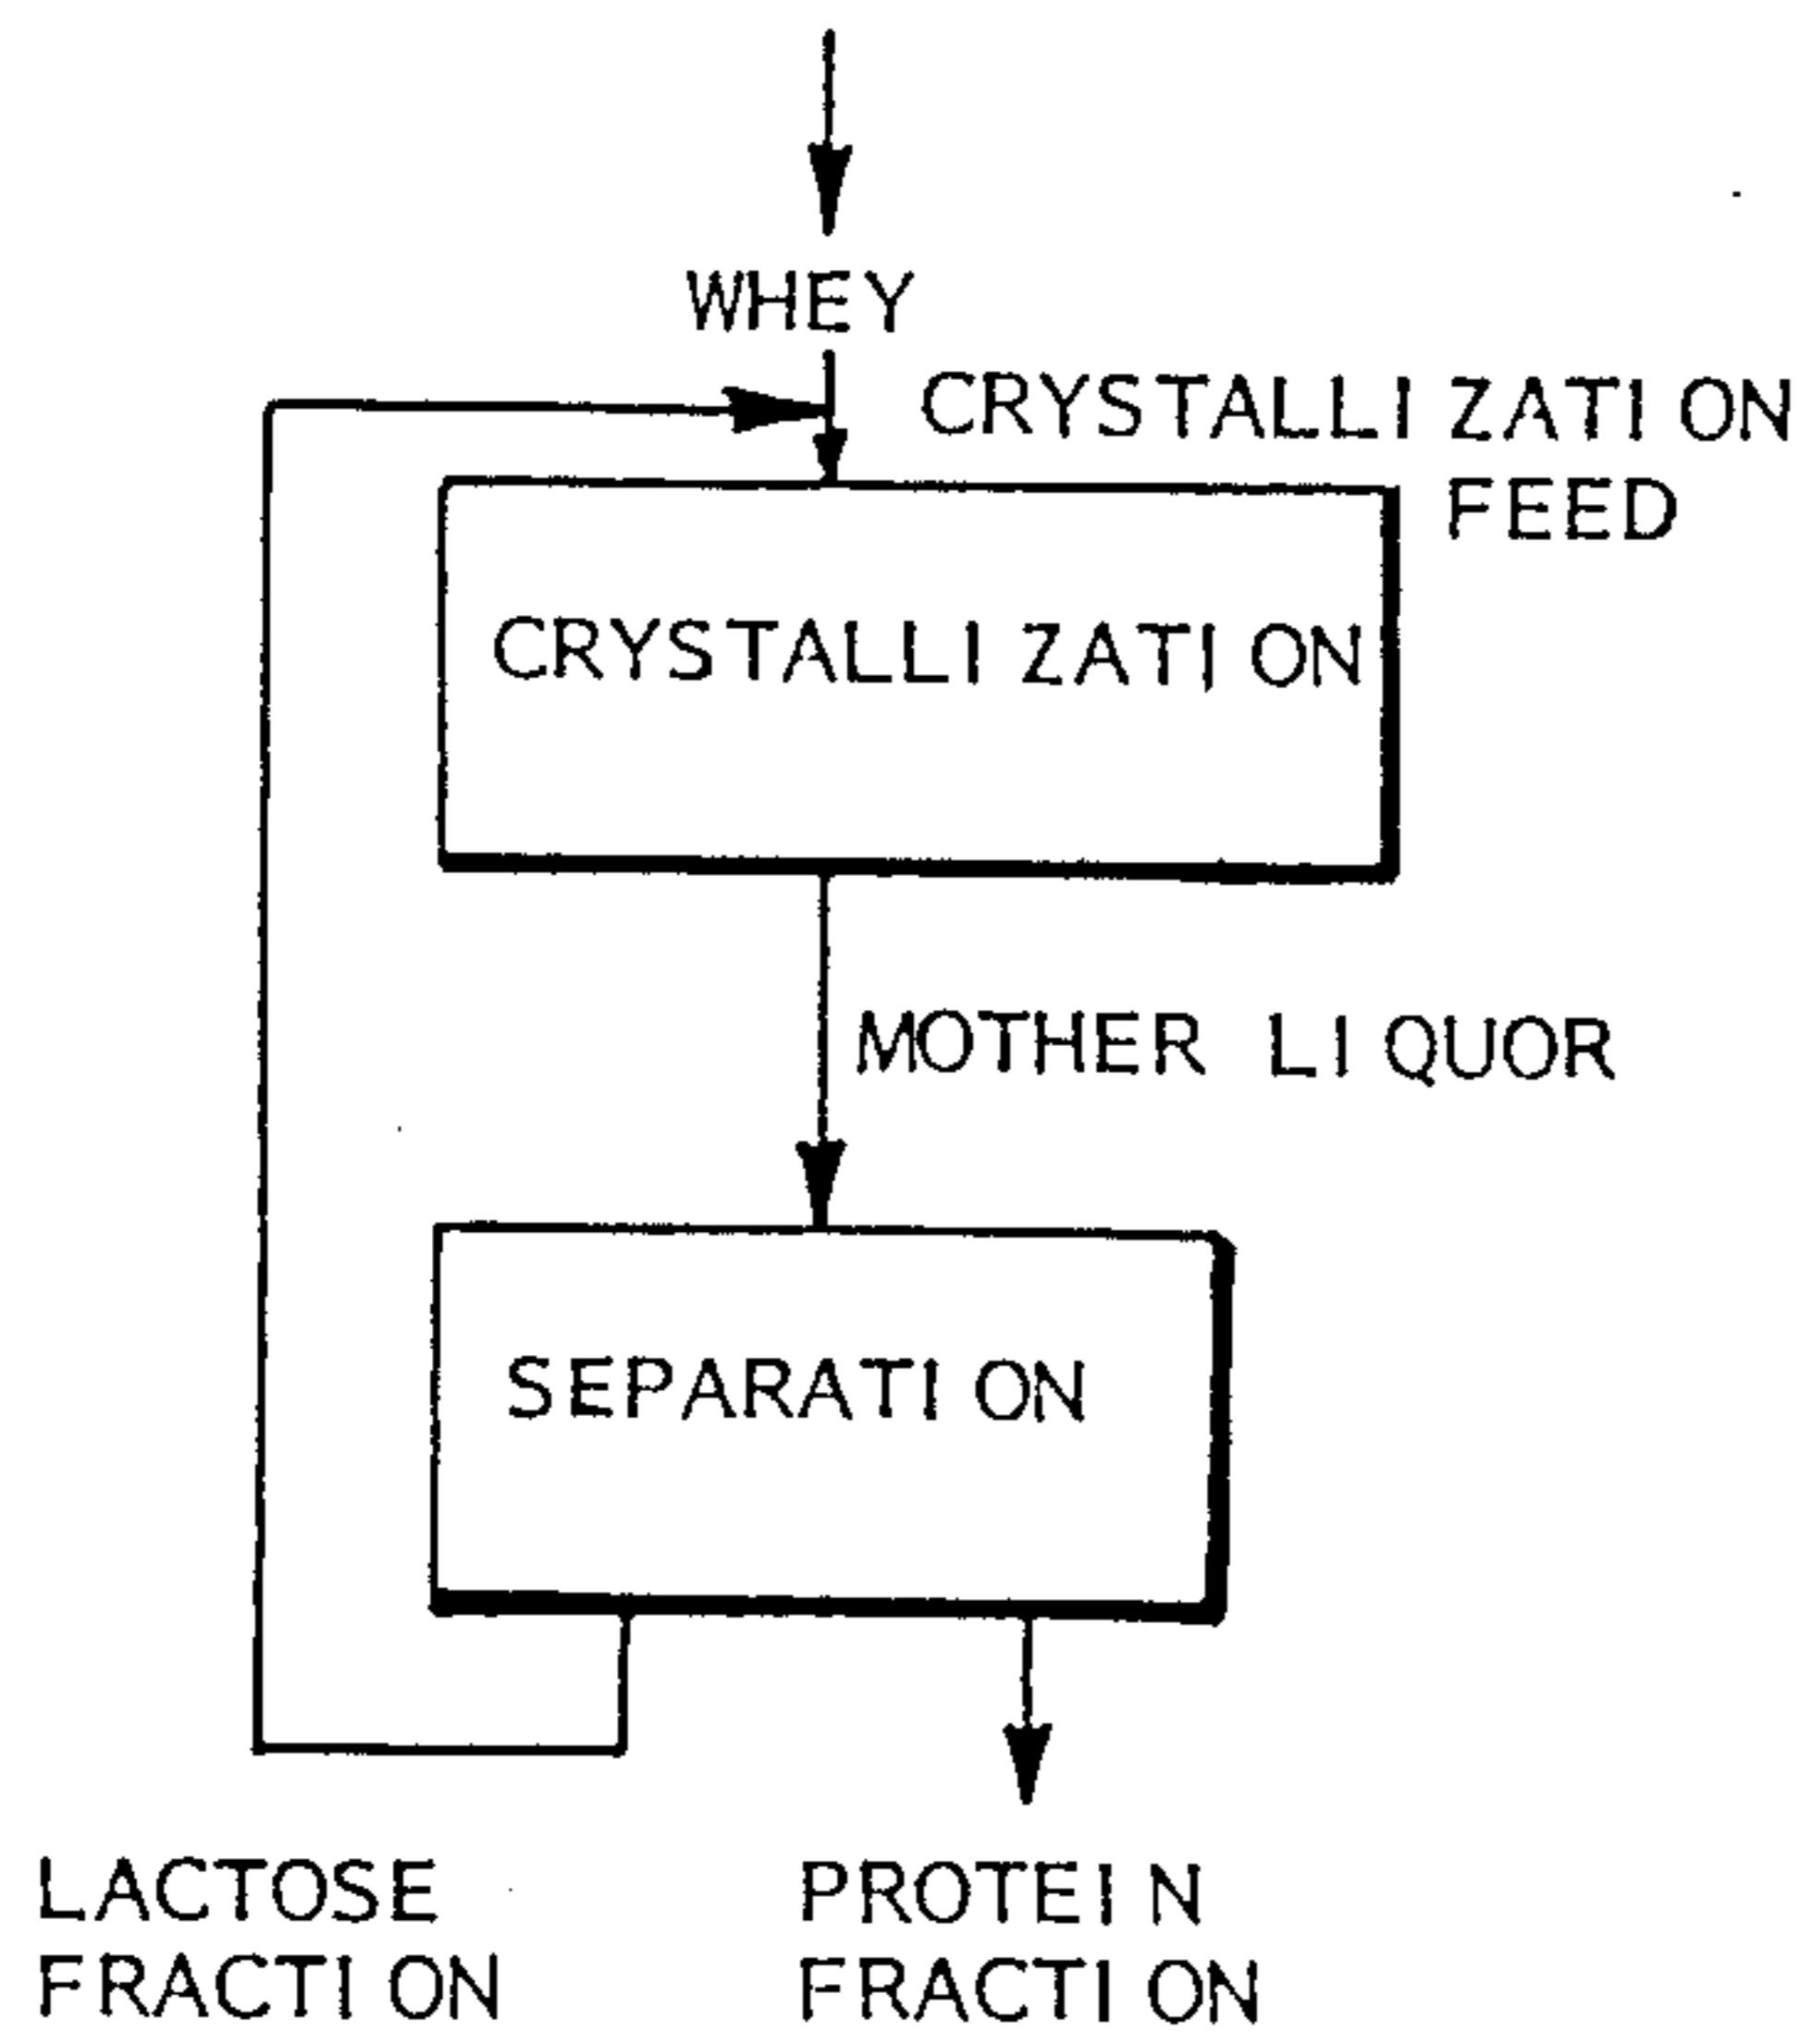 WHEY
CRYSTALLIZATION
FEED
CRYSTALLIZATION
MOTHER LIQUOR
SEPARATION
LACTOSE
FRACTION
PROTEIN
FRACTION